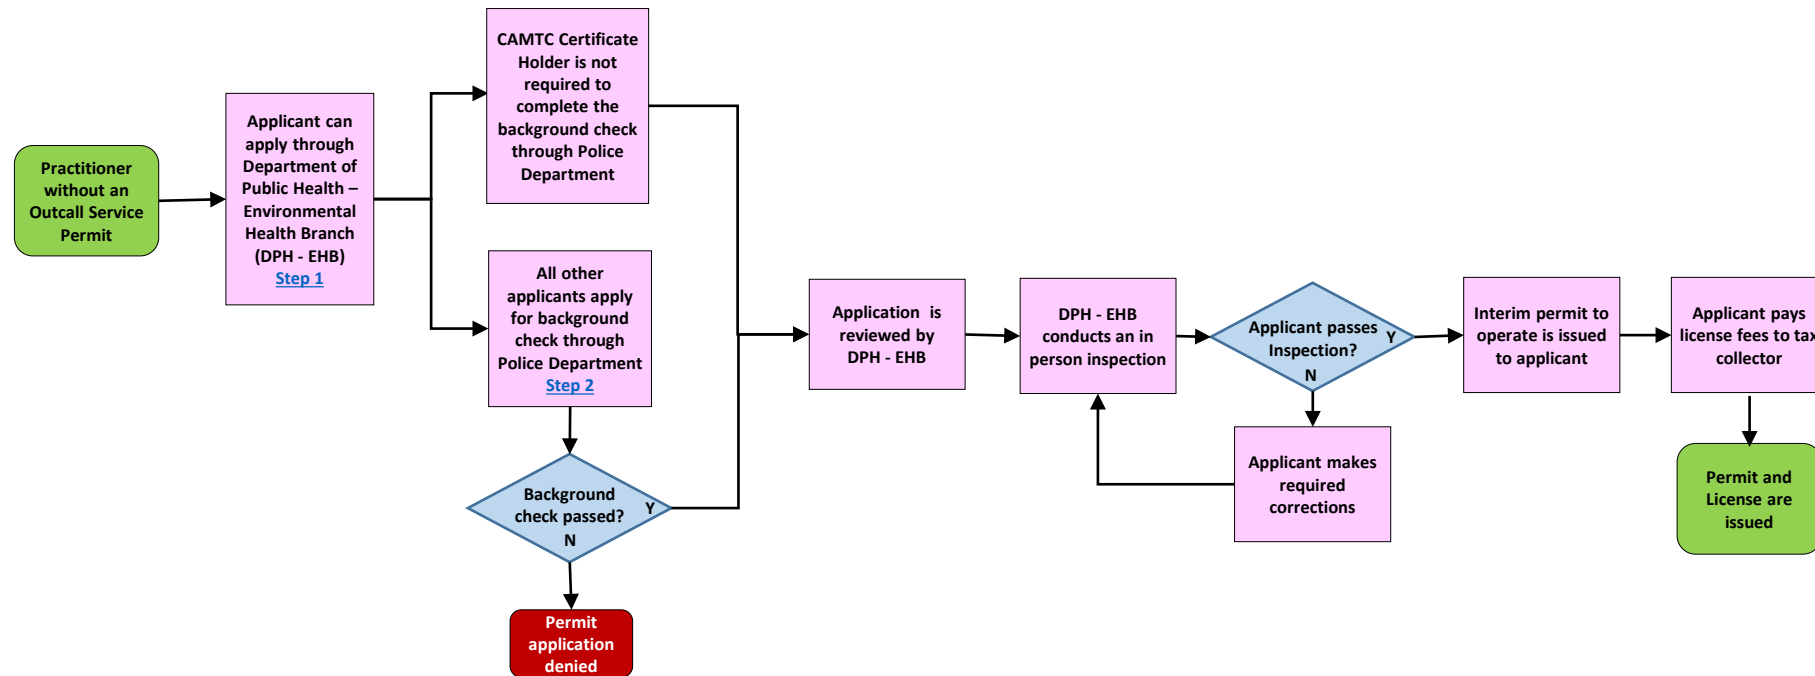 Practitioner
without an
Outcall Service
Permit
Applicant can
apply through
Department of
Public Health –
Environmental
Health Branch
(DPH - EHB)
Step 1
CAMTC Certificate
Holder is not
required to
complete the
background check
through Police
Department
All other
applicants apply
for background
check through
Police Department
Step 2
Background
check passed?
Y
N
Permit
application
denied
Application is
reviewed by
DPH - EHB
DPH - EHB
conducts an in
person inspection
Applicant passes
Inspection?
Y
N
Applicant makes
required
corrections
Interim permit to
operate is issued
to applicant
Applicant pays
license fees to tax
collector
Permit and
License are
issued